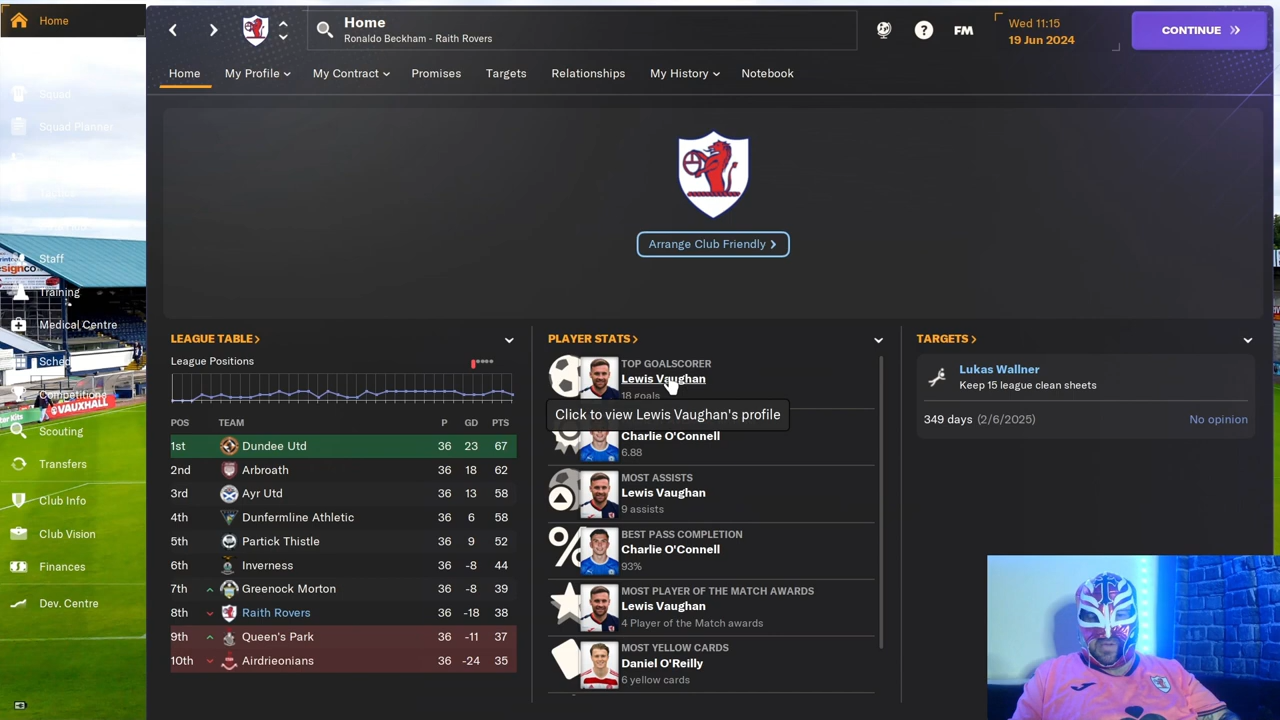 Home
Squad
Squad Planner
Staff
Training
Medical Centre
Sched
Competitions
Scouting
Transfers
Club Info
Club Vision
Finances
Dev. Centre
Home
Ronaldo Beckham - Raith Rovers
?
FM
Wed 11:15
19 Jun 2024
CONTINUE
Home My Profile My Contract Promises Targets Relationships My History Notebook
Arrange Club Friendly
LEAGUE TABLE
League Positions
POS TEAM P GD PTS
1st Dundee Utd 36 23 67
2nd Arbroath 36 18 62
3rd Ayr Utd 36 13 58
4th Dunfermline Athletic 36 6 58
5th Partick Thistle 36 9 52
6th Inverness 36 -8 44
7th Greenock Morton 36 -8 39
8th Raith Rovers 36 -18 38
9th Queen's Park 36 -11 37
10th Airdrieonians 36 -24 35
PLAYER STATS
TOP GOALSCORER
Lewis Vaughan
18 goals
Click to view Lewis Vaughan's profile
Charlie O'Connell
6.88
MOST ASSISTS
Lewis Vaughan
9 assists
BEST PASS COMPLETION
Charlie O'Connell
93%
MOST PLAYER OF THE MATCH AWARDS
Lewis Vaughan
4 Player of the Match awards
MOST YELLOW CARDS
Daniel O'Reilly
6 yellow cards
TARGETS
Lukas Wallner
Keep 15 league clean sheets
349 days (2/6/2025) No opinion
signco
VAUXHALL